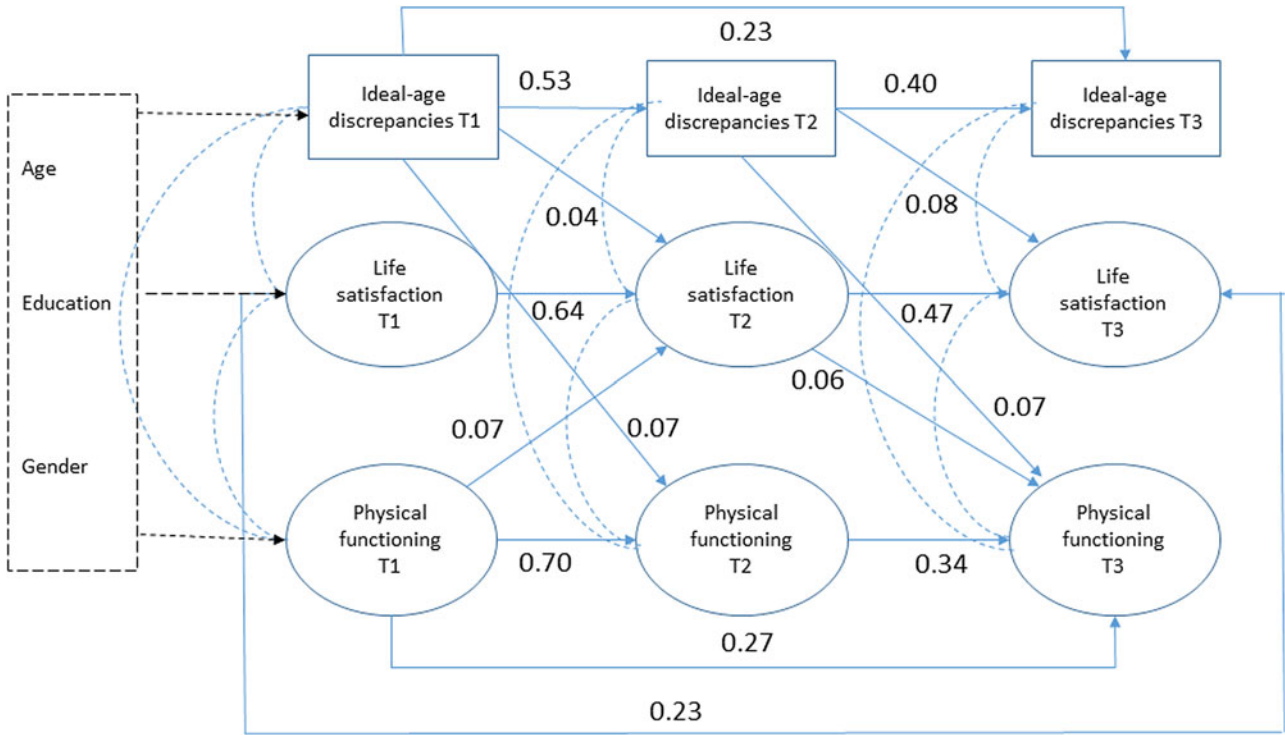 0.23
Ideal-age
discrepancies T1
0.53
Ideal-age
discrepancies T2
0.40
Ideal-age
discrepancies T3
Age
0.04
0.08
Life
satisfaction
T1
Life
satisfaction
T2
Life
satisfaction
T3
Education
0.64
0.47
0.06
Gender
0.07
0.07
0.07
Physical
functioning
T1
Physical
functioning
T2
Physical
functioning
T3
0.70
0.34
0.27
0.23